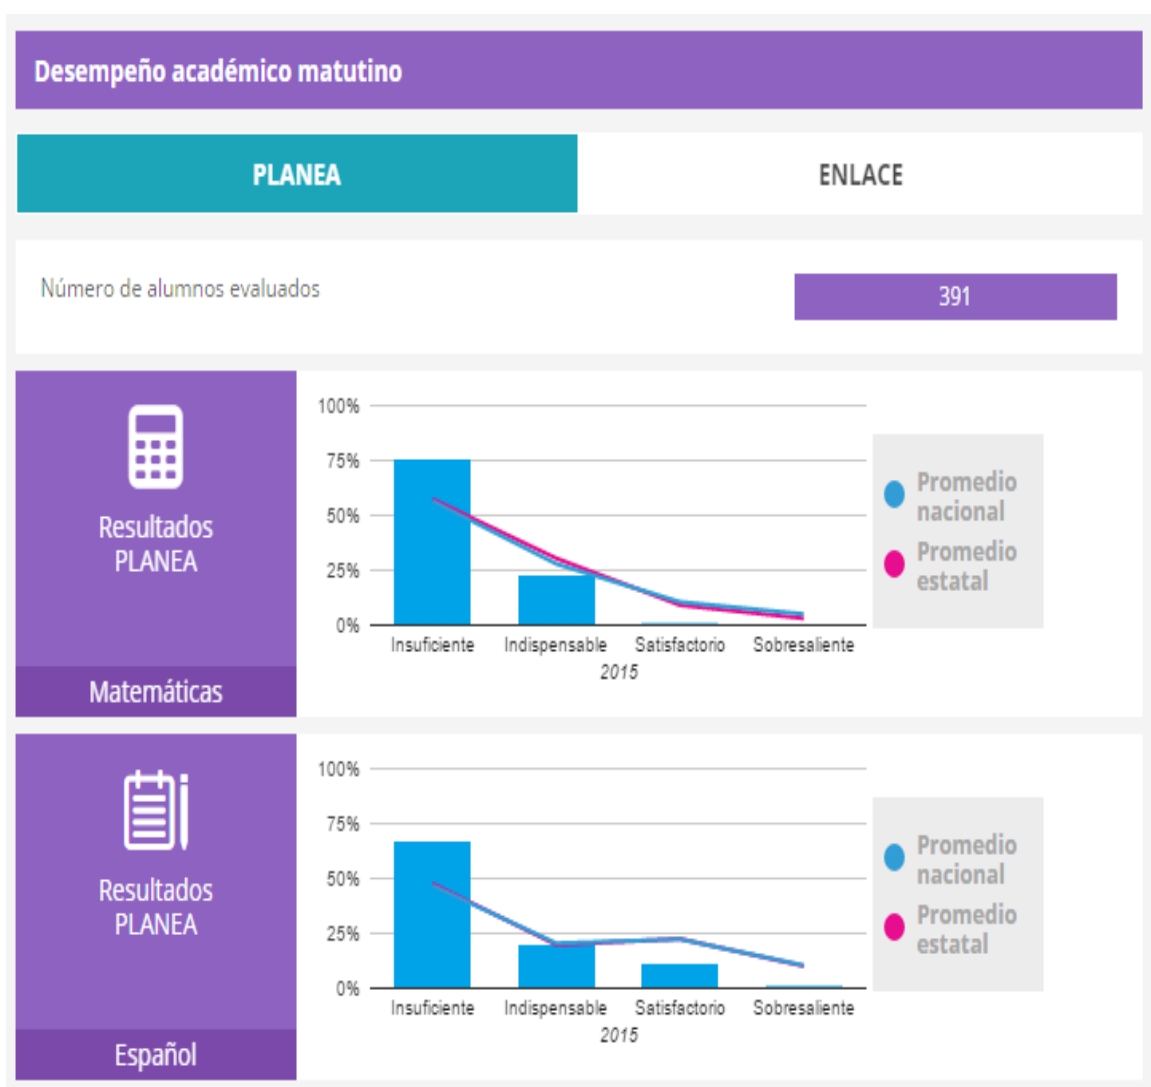 Desempeño académico matutino
PLANEA
ENLACE
Número de alumnos evaluados
391
Resultados
PLANEA
Matemáticas
100%
75%
50%
25%
0%
Insuficiente
Indispensable
Satisfactorio
Sobresaliente
2015
Promedio
nacional
Promedio
estatal
Resultados
PLANEA
Español
100%
75%
50%
25%
0%
Insuficiente
Indispensable
Satisfactorio
Sobresaliente
2015
Promedio
nacional
Promedio
estatal